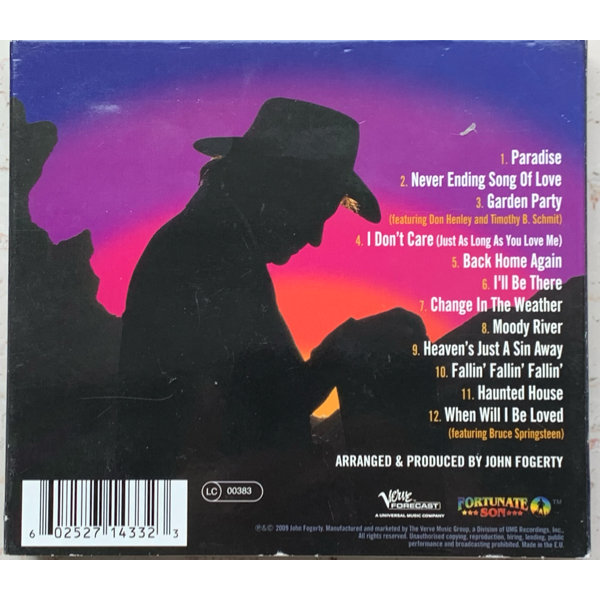 1. Paradise
2. Never Ending Song Of Love
3. Garden Party
(featuring Don Henley and Timothy B. Schmit)
4. I Don't Care (Just As Long As You Love Me)
5. Back Home Again
6. I'll Be There
7. Change In The Weather
8. Moody River
9. Heaven's Just A Sin Away
10. Fallin' Fallin' Fallin'
11. Haunted House
12. When Will I Be Loved
(featuring Bruce Springsteen)
ARRANGED & PRODUCED BY JOHN FOGERTY
LC 00383
Verve
FORECAST
A UNIVERSAL MUSIC COMPANY
FORTUNATE
SON
TM
6 02527 14332 3
℗&© 2009 John Fogerty. Manufactured and marketed by The Verve Music Group, a Division of UMG Recordings, Inc.,
All rights reserved. Unauthorised copying, reproduction, hiring, lending, public
performance and broadcasting prohibited. Made in the E.U.